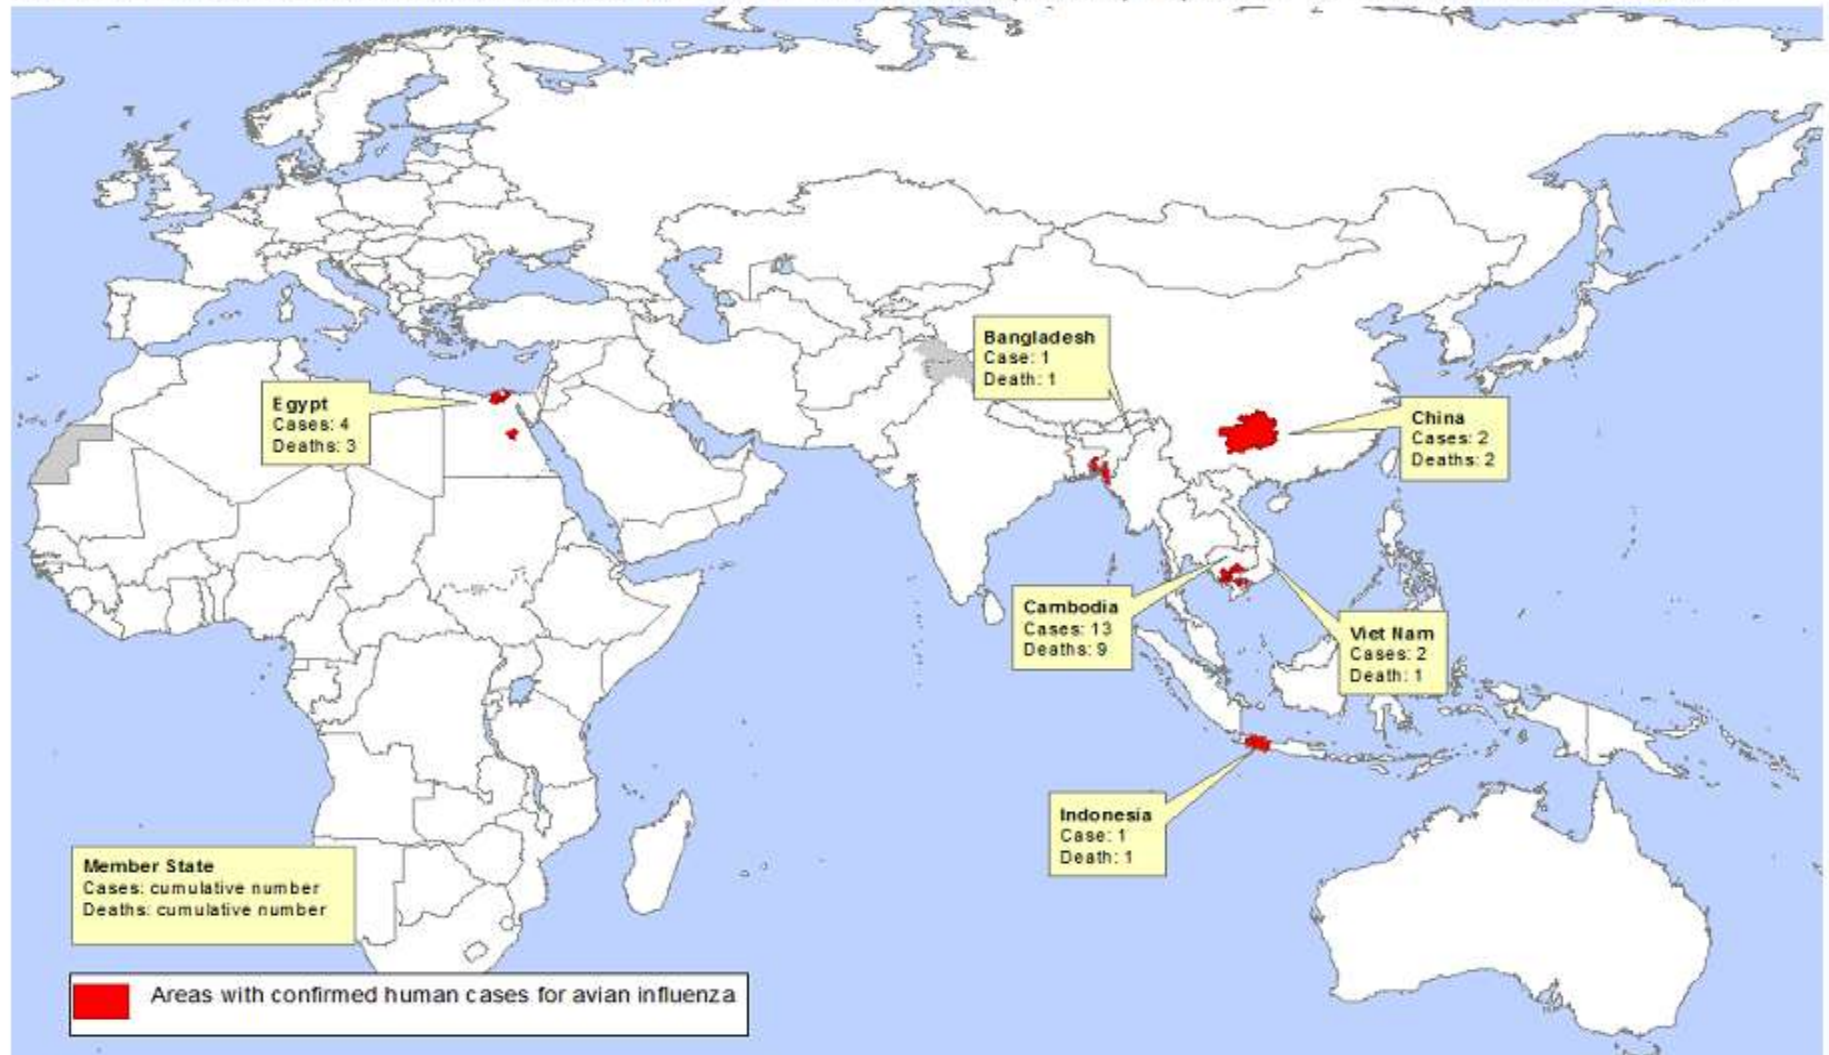 Bangladesh
Case: 1
Death: 1
Egypt
Cases: 4
Deaths: 3
China
Cases: 2
Deaths: 2
Cambodia
Cases: 13
Deaths: 9
Viet Nam
Cases: 2
Death: 1
Indonesia
Case: 1
Death: 1
Member State
Cases: cumulative number
Deaths: cumulative number
Areas with confirmed human cases for avian influenza